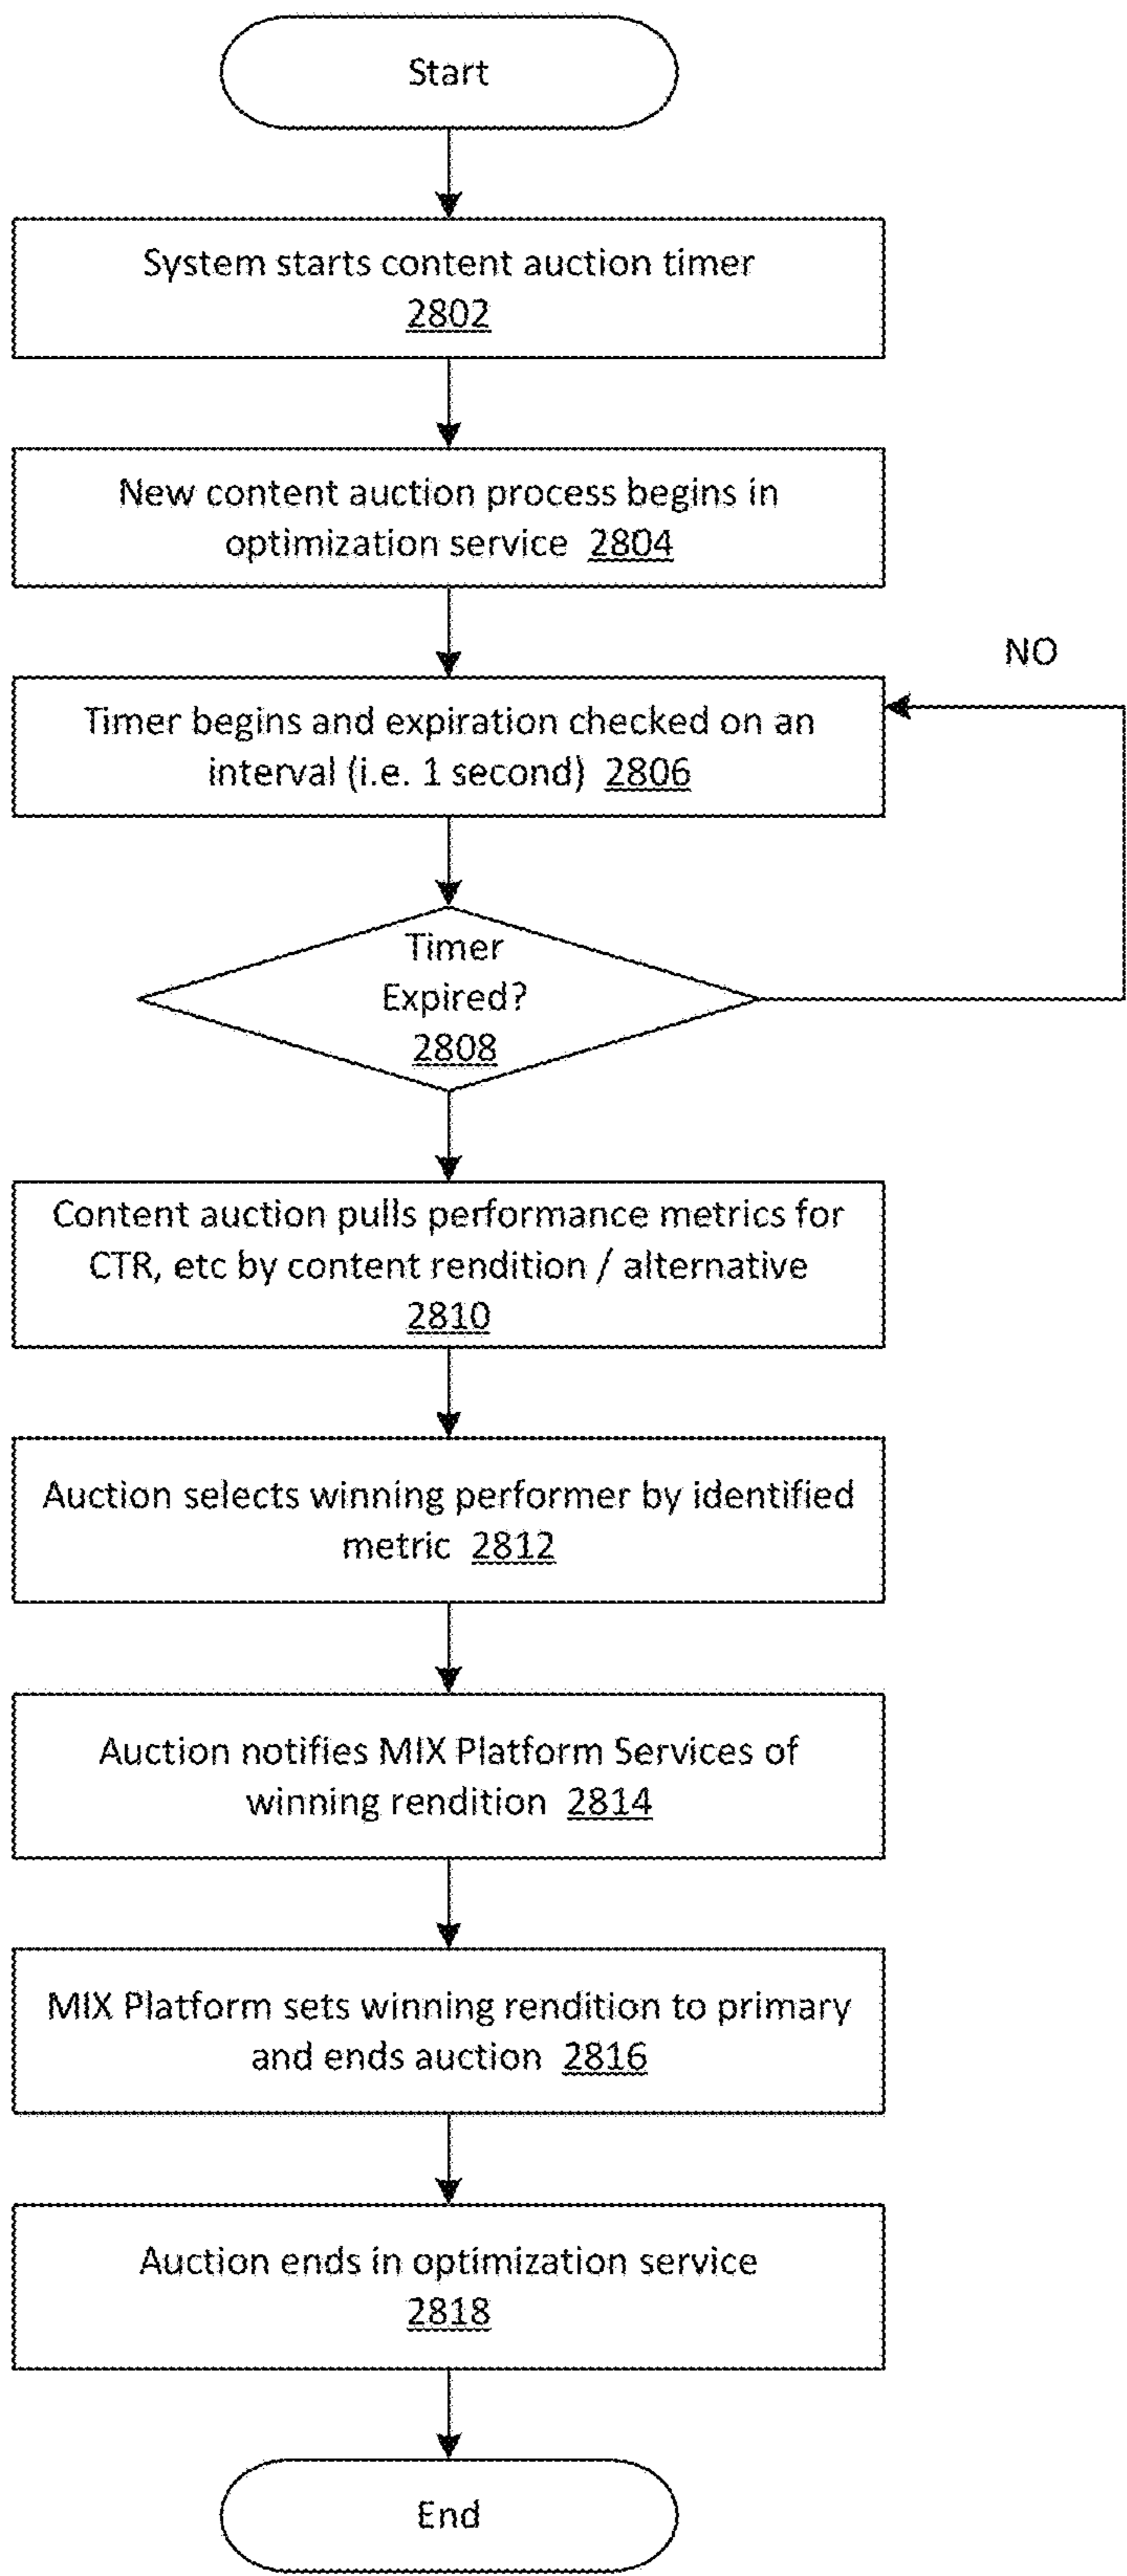 Start
System starts content auction timer
2802
New content auction process begins in
optimization service 2804
NO
Timer begins and expiration checked on an
interval (i.e. 1 second) 2806
Timer
Expired?
2808
Content auction pulls performance metrics for
CTR, etc by content rendition / alternative
2810
Auction selects winning performer by identified
metric 2812
Auction notifies MIX Platform Services of
winning rendition 2814
MIX Platform sets winning rendition to primary
and ends auction 2816
Auction ends in optimization service
2818
End